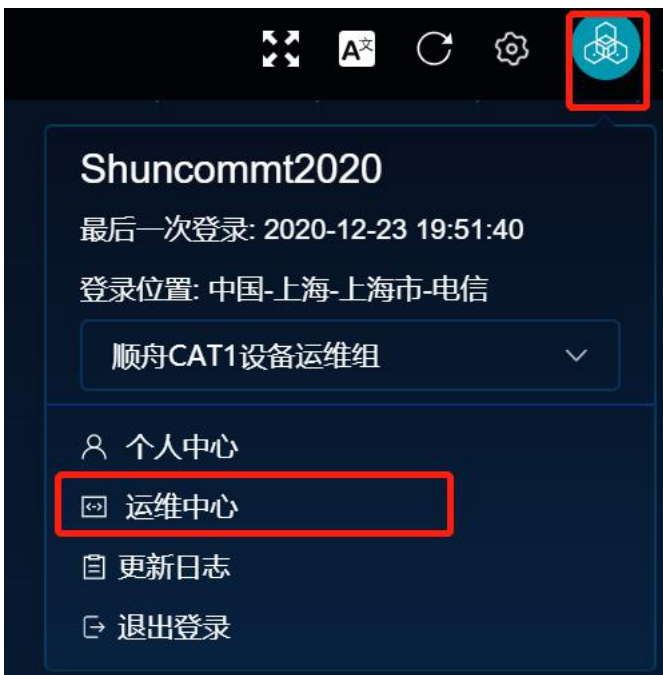 A文
Shuncommt2020
最后一次登录: 2020-12-23 19:51:40
登录位置: 中国-上海-上海市-电信
顺舟CAT1设备运维组
个人中心
运维中心
更新日志
退出登录